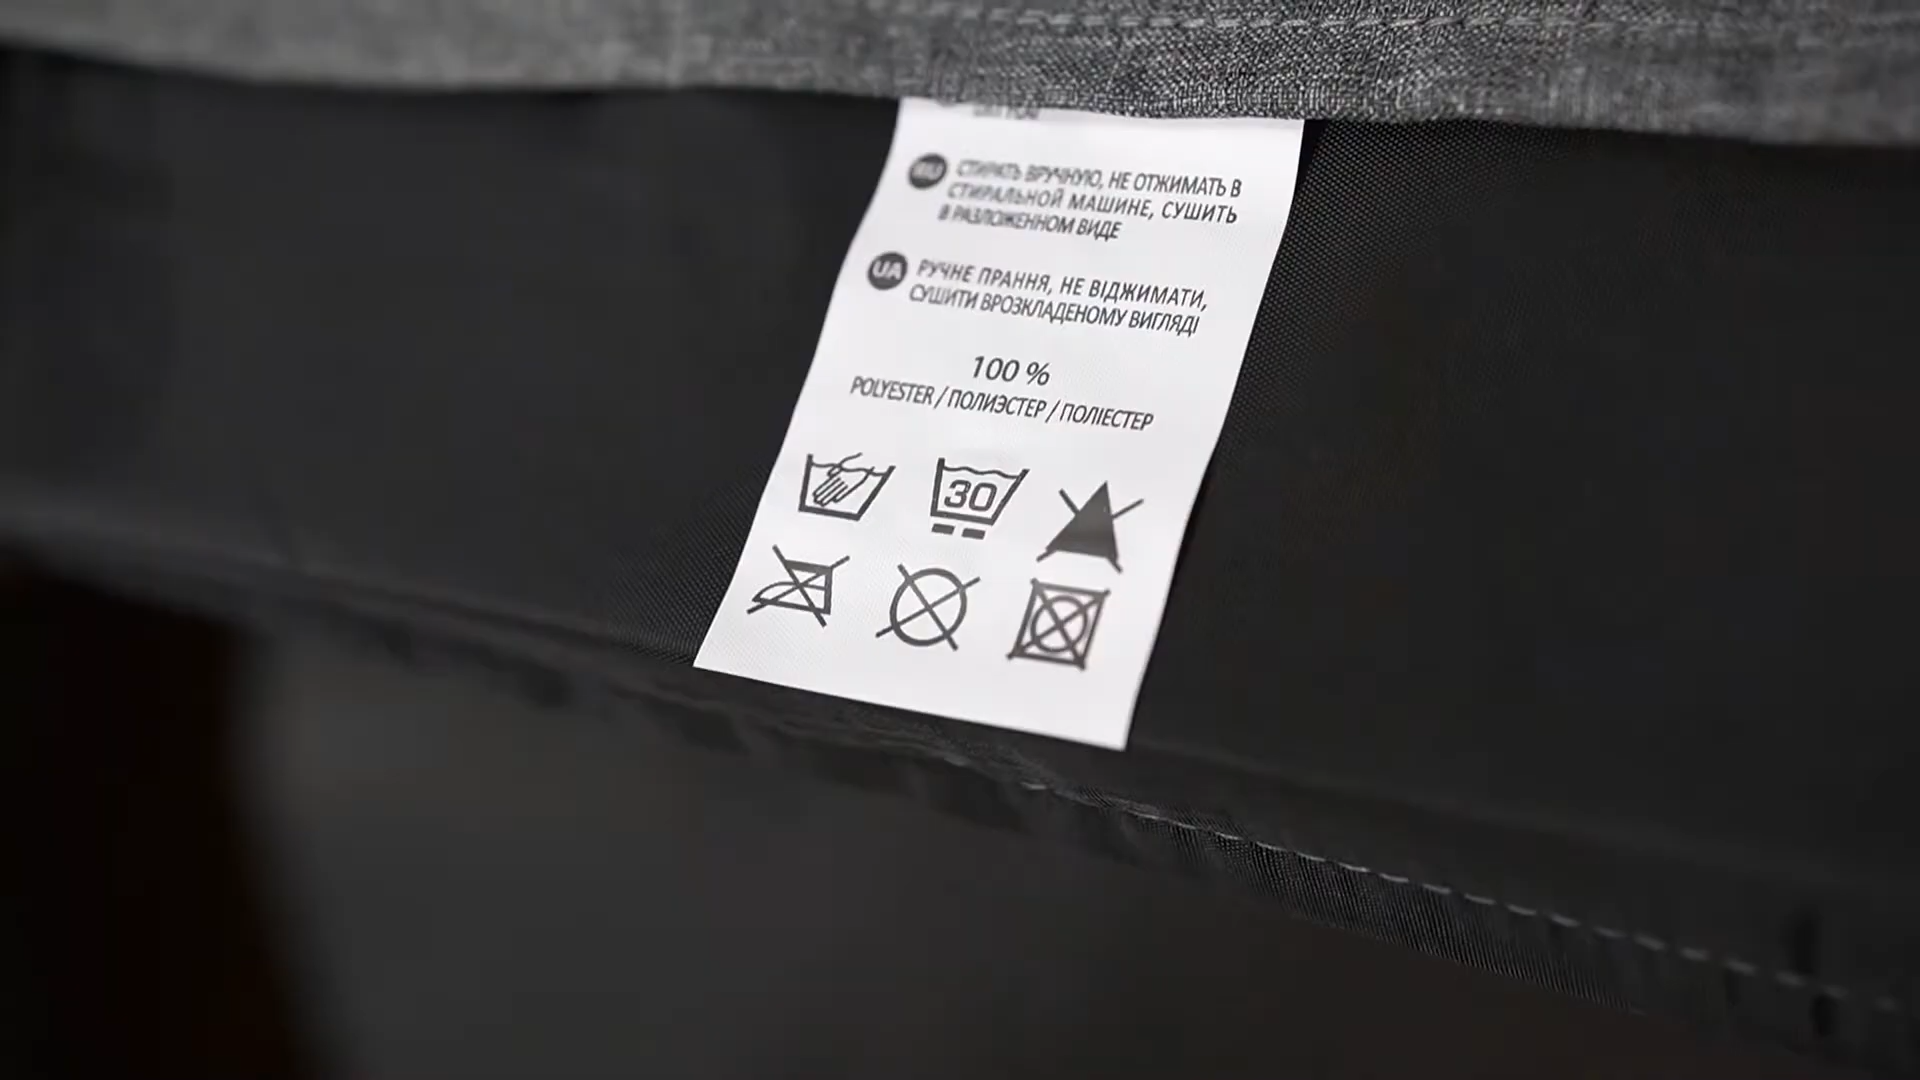 RU СТИРАТЬ ВРУЧНУЮ, НЕ ОТЖИМАТЬ В
СТИРАЛЬНОЙ МАШИНЕ, СУШИТЬ
В РАЗЛОЖЕННОМ ВИДЕ
UA РУЧНЕ ПРАННЯ, НЕ ВІДЖИМАТИ,
СУШИТИ ВРОЗКЛАДЕНОМУ ВИГЛЯДІ
100 %
POLYESTER / ПОЛИЭСТЕР / ПОЛІЕСТЕР
30